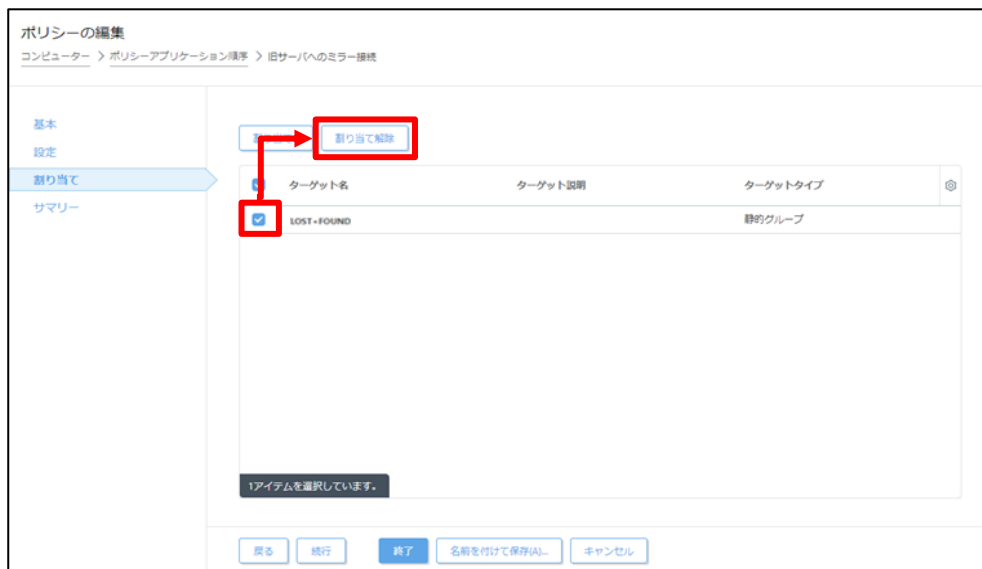 ポリシーの編集
コンピューター > ポリシーアプリケーション順序 > 旧サーバへのミラー接続
基本
設定
割り当て
サマリー
割り当て解除
ターゲット名 ターゲット説明 ターゲットタイプ
LOST+FOUND 静的グループ
1アイテムを選択しています。
戻る 続行 終了 名前を付けて保存(A)... キャンセル